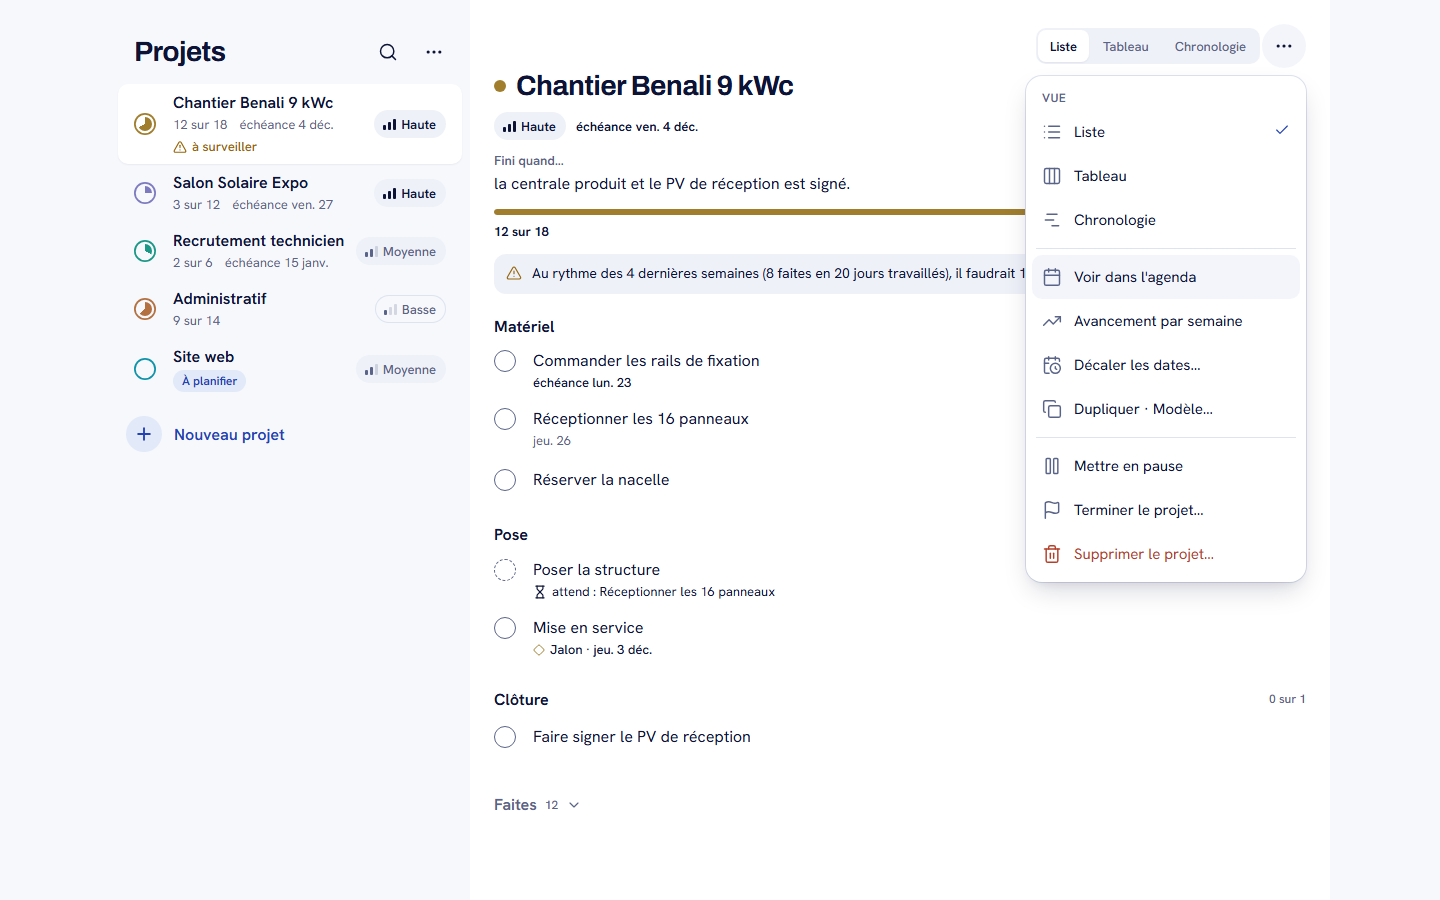 Projets
Chantier Benali 9 kWc
12 sur 18 échéance 4 déc.
Haute
à surveiller
Salon Solaire Expo
3 sur 12 échéance ven. 27
Haute
Recrutement technicien
2 sur 6 échéance 15 janv.
Moyenne
Administratif
9 sur 14
Basse
Site web
À planifier
Moyenne
Nouveau projet
Liste
Tableau
Chronologie
Chantier Benali 9 kWc
Haute
échéance ven. 4 déc.
Fini quand…
la centrale produit et le PV de réception est signé.
12 sur 18
Au rythme des 4 dernières semaines (8 faites en 20 jours travaillés), il faudrait 1
Matériel
Commander les rails de fixation
échéance lun. 23
Réceptionner les 16 panneaux
jeu. 26
Réserver la nacelle
Pose
Poser la structure
attend : Réceptionner les 16 panneaux
Mise en service
Jalon · jeu. 3 déc.
Clôture
0 sur 1
Faire signer le PV de réception
Faites 12
VUE
Liste
Tableau
Chronologie
Voir dans l'agenda
Avancement par semaine
Décaler les dates…
Dupliquer · Modèle…
Mettre en pause
Terminer le projet…
Supprimer le projet…